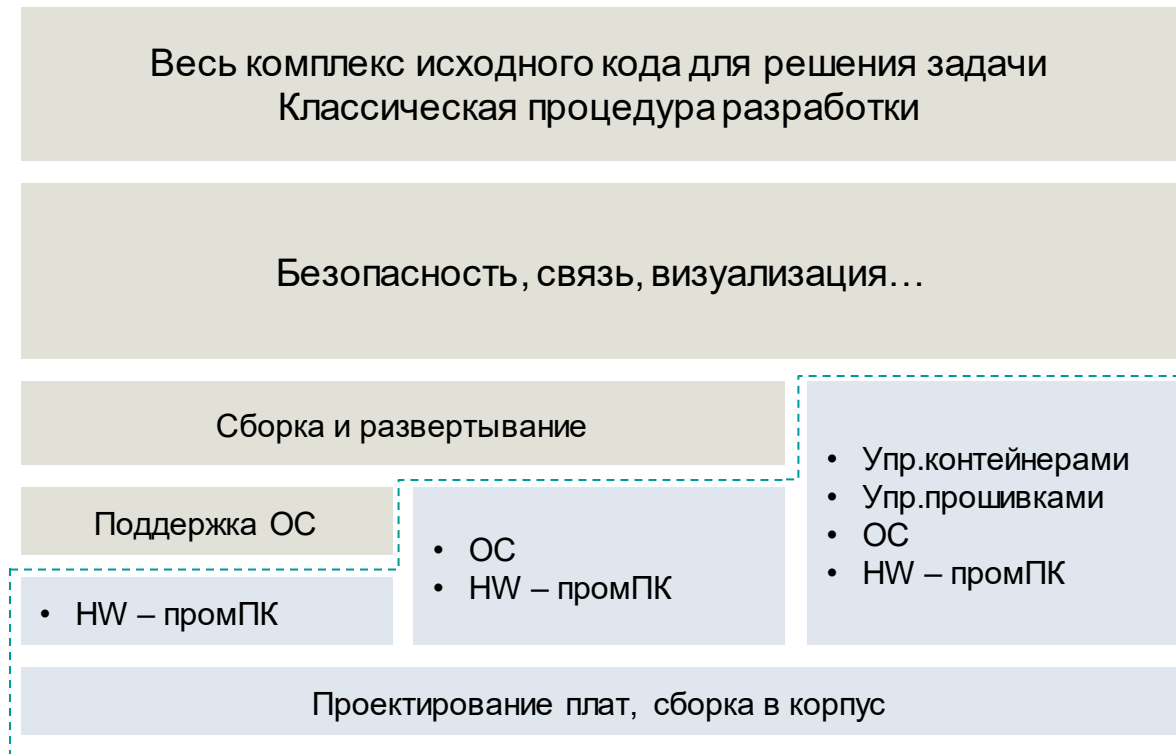 Весь комплекс исходного кода для решения задачи
Классическая процедура разработки
Безопасность, связь, визуализация…
Сборка и развертывание
Поддержка ОС
• HW – промПК
• ОС
• HW – промПК
• Упр.контейнерами
• Упр.прошивками
• ОС
• HW – промПК
Проектирование плат, сборка в корпус